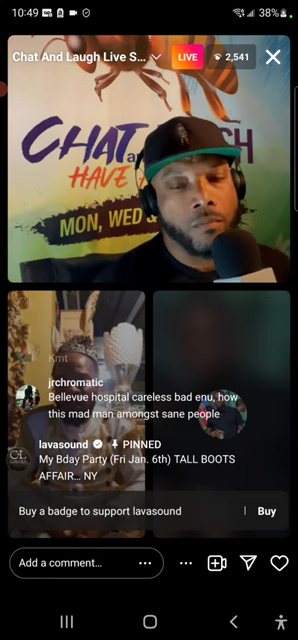 10:49
38%
Chat And Laugh Live S...
LIVE
2,541
CHAT an
HAVE
MON, WED &
Kmt
jrchromatic
Bellevue hospital careless bad enu, how
this mad man amongst sane people
lavasound PINNED
My Bday Party (Fri Jan. 6th) TALL BOOTS
AFFAIR... NY
Buy a badge to support lavasound
Buy
Add a comment...